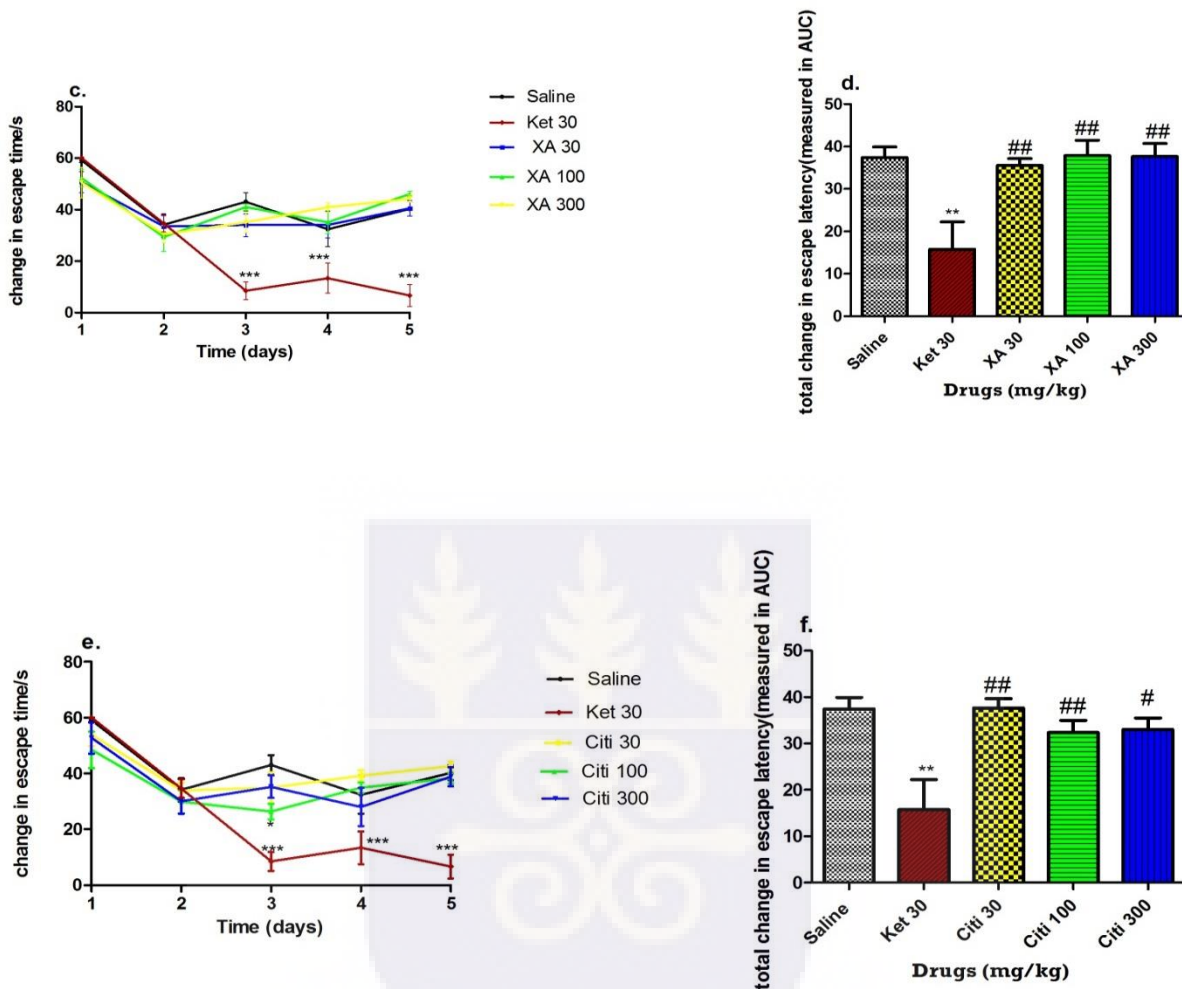 c.
change in escape time/s
80
60
40
20
0
*** *** ***
1 2 3 4 5
Time (days)
Saline
Ket 30
XA 30
XA 100
XA 300
d.
total change in escape latency(measured in AUC)
50
40
30
20
10
0
** ## ## ##
Saline
Ket 30
XA 30
XA 100
XA 300
Drugs (mg/kg)
e.
change in escape time/s
80
60
40
20
0
*
*** *** ***
1 2 3 4 5
Time (days)
Saline
Ket 30
Citi 30
Citi 100
Citi 300
f.
total change in escape latency(measured in AUC)
50
40
30
20
10
0
** ## ## #
Saline
Ket 30
Citi 30
Citi 100
Citi 300
Drugs (mg/kg)